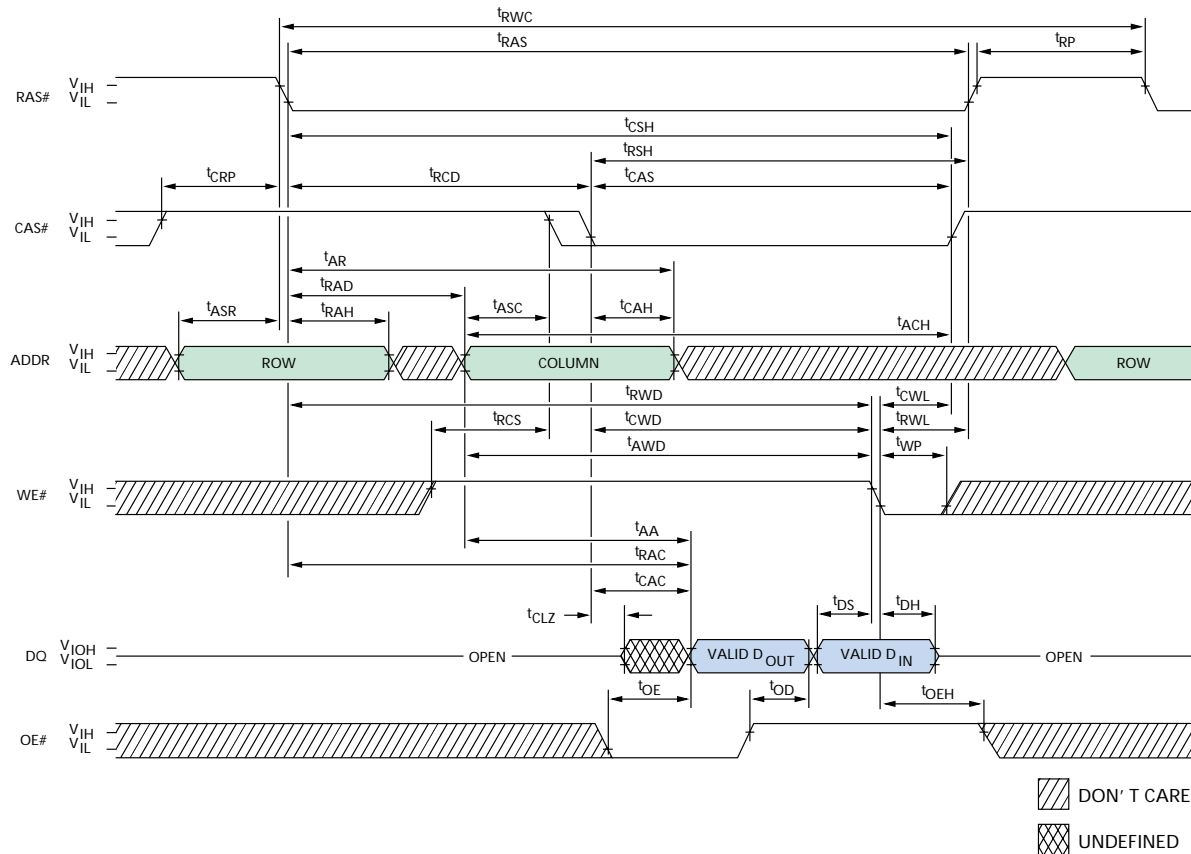 tRWC
tRAS
tRP
RAS#
VIH
VIL
tCSH
tRSH
tCRP
tRCD
tCAS
CAS#
VIH
VIL
tAR
tRAD
tASR
tRAH
tASC
tCAH
tACH
ADDR
VIH
VIL
ROW
COLUMN
ROW
tRWD
tCWL
tRCS
tCWD
tRWL
tAWD
tWP
WE#
VIH
VIL
tAA
tRAC
tCAC
tCLZ
tDS
tDH
DQ
VIOH
VIOL
OPEN
VALID DOUT
VALID DIN
OPEN
tOE
tOD
tOEH
OE#
VIH
VIL
DON' T CARE
UNDEFINED